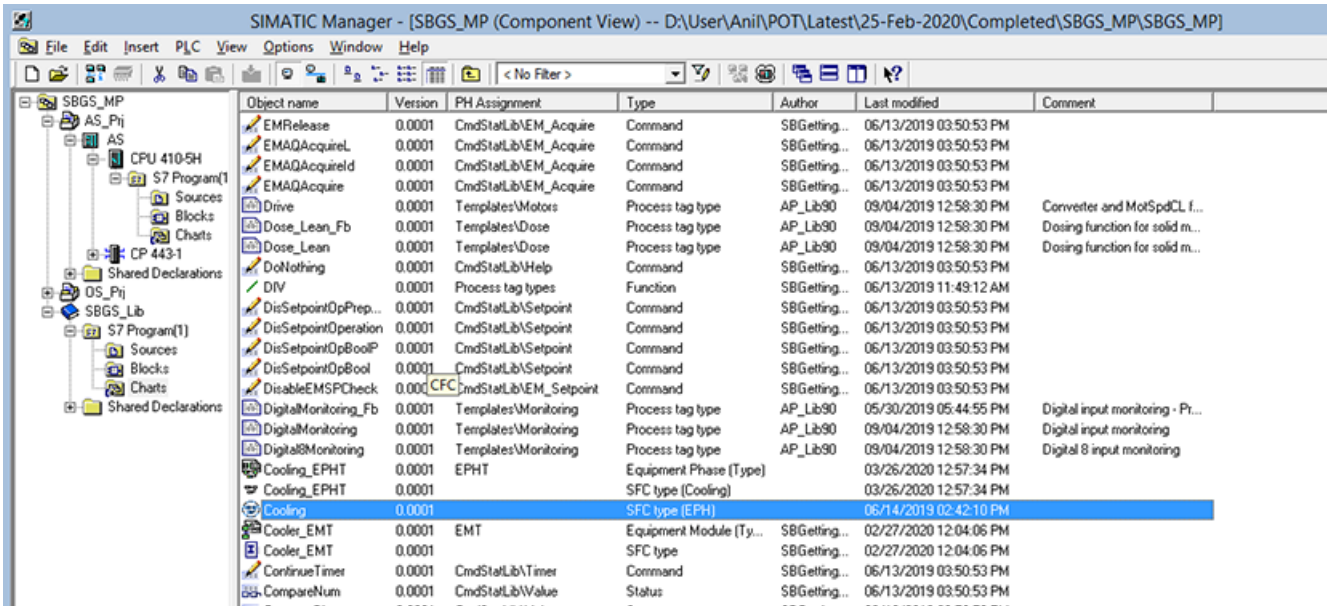 SIMATIC Manager - [SBGS_MP (Component View) -- D:\User\Anil\POT\Latest\25-Feb-2020\Completed\SBGS_MP\SBGS_MP]
File Edit Insert PLC View Options Window Help
< No Filter >
SBGS_MP
AS_Prj
AS
CPU 410-5H
S7 Program(1
Sources
Blocks
Charts
CP 443-1
Shared Declarations
OS_Prj
SBGS_Lib
S7 Program(1)
Sources
Blocks
Charts
Shared Declarations
Object name Version PH Assignment Type Author Last modified Comment
EMRelease 0.0001 CmdStatLib\EM_Acquire Command SBGetting... 06/13/2019 03:50:53 PM
EMAQAcquireL 0.0001 CmdStatLib\EM_Acquire Command SBGetting... 06/13/2019 03:50:53 PM
EMAQAcquireId 0.0001 CmdStatLib\EM_Acquire Command SBGetting... 06/13/2019 03:50:53 PM
EMAQAcquire 0.0001 CmdStatLib\EM_Acquire Command SBGetting... 06/13/2019 03:50:53 PM
Drive 0.0001 Templates\Motors Process tag type AP_Lib90 09/04/2019 12:58:30 PM Converter and MotSpdCL f...
Dose_Lean_Fb 0.0001 Templates\Dose Process tag type AP_Lib90 09/04/2019 12:58:30 PM Dosing function for solid m...
Dose_Lean 0.0001 Templates\Dose Process tag type AP_Lib90 09/04/2019 12:58:30 PM Dosing function for solid m...
DoNothing 0.0001 CmdStatLib\Help Command SBGetting... 06/13/2019 03:50:53 PM
DIV 0.0001 Process tag types Function SBGetting... 06/13/2019 11:49:12 AM
DisSetpointOpPrep... 0.0001 CmdStatLib\Setpoint Command SBGetting... 06/13/2019 03:50:53 PM
DisSetpointOperation 0.0001 CmdStatLib\Setpoint Command SBGetting... 06/13/2019 03:50:53 PM
DisSetpointOpBoolP 0.0001 CmdStatLib\Setpoint Command SBGetting... 06/13/2019 03:50:53 PM
DisSetpointOpBool 0.0001 CmdStatLib\Setpoint Command SBGetting... 06/13/2019 03:50:53 PM
DisableEMSPCheck 0.000 CFC CmdStatLib\EM_Setpoint Command SBGetting... 06/13/2019 03:50:53 PM
DigitalMonitoring_Fb 0.0001 Templates\Monitoring Process tag type AP_Lib90 05/30/2019 05:44:55 PM Digital input monitoring - Pr...
DigitalMonitoring 0.0001 Templates\Monitoring Process tag type AP_Lib90 09/04/2019 12:58:30 PM Digital input monitoring
Digital8Monitoring 0.0001 Templates\Monitoring Process tag type AP_Lib90 09/04/2019 12:58:30 PM Digital 8 input monitoring
Cooling_EPHT 0.0001 EPHT Equipment Phase (Type) 03/26/2020 12:57:34 PM
Cooling_EPHT 0.0001 SFC type (Cooling) 03/26/2020 12:57:34 PM
Cooling 0.0001 SFC type (EPH) 06/14/2019 02:42:10 PM
Cooler_EMT 0.0001 EMT Equipment Module (Ty... SBGetting... 02/27/2020 12:04:06 PM
Cooler_EMT 0.0001 SFC type SBGetting... 02/27/2020 12:04:06 PM
ContinueTimer 0.0001 CmdStatLib\Timer Command SBGetting... 06/13/2019 03:50:53 PM
CompareNum 0.0001 CmdStatLib\Value Status SBGetting... 06/13/2019 03:50:53 PM